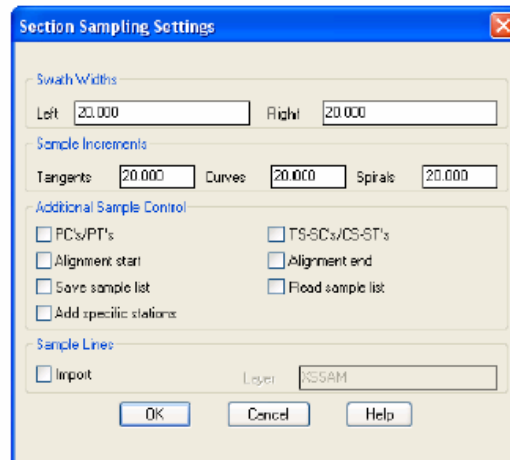 Section Sampling Settings
Swath Widths
Left 20.000 Right 20.000
Sample Increments
Tangents 20.000 Curves 20.000 Spirals 20.000
Additional Sample Control
PC's/PT's TS-SC's/CS-ST's
Alignment start Alignment end
Save sample list Read sample list
Add specific stations
Sample Lines
Import Layer XSSAM
OK Cancel Help